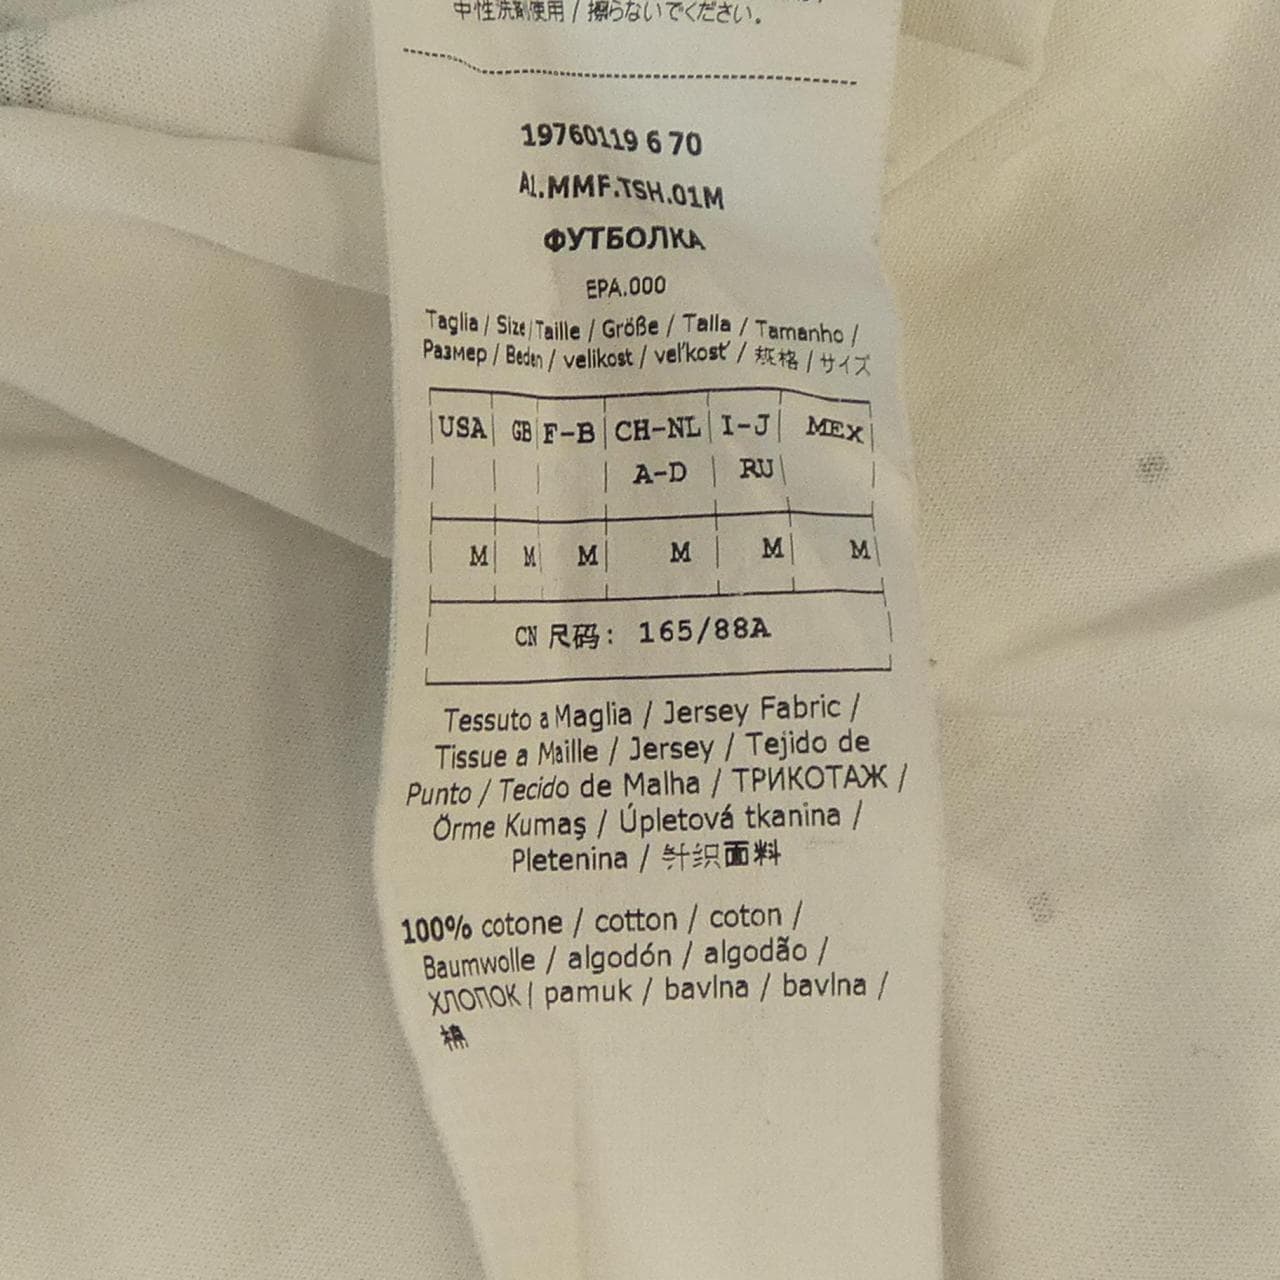 中性洗剤使用 / 擦らないでください。
19760119 6 70
A1.MMF.TSH.01M
ФУТБОЛКА
EPA.000
Taglia / Size / Taille / Größe / Talla / Tamanho /
Размер / Beden / velikost / veľkosť / 规格 / サイズ
USA GB F-B CH-NL I-J MEX
A-D RU
M M M M M M
CN 尺码: 165/88A
Tessuto a Maglia / Jersey Fabric /
Tissue a Maille / Jersey / Tejido de
Punto / Tecido de Malha / ТРИКОТАЖ /
Örme Kumaş / Úpletová tkanina /
Pletenina / 针织面料
100% cotone / cotton / coton /
Baumwolle / algodón / algodão /
ХЛОПОК / pamuk / bavlna / bavlna /
棉